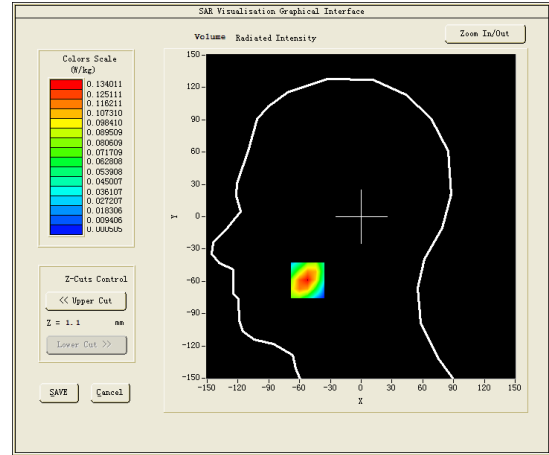 SAR Visualisation Graphical Interface
Volume Radiated Intensity
Zoom In/Out
Colors Scale
(W/kg)
0.134011
0.125111
0.116211
0.107310
0.098410
0.089509
0.080609
0.071709
0.062808
0.053908
0.045007
0.036107
0.027207
0.018306
0.009406
0.000505
Z-Cuts Control
<< Upper Cut
Z = 1.1 mm
Lower Cut >>
SAVE Cancel
150
120
90
60
30
0
-30
-60
-90
-120
-150
Y
-150 -120 -90 -60 -30 0 30 60 90 120 150
X